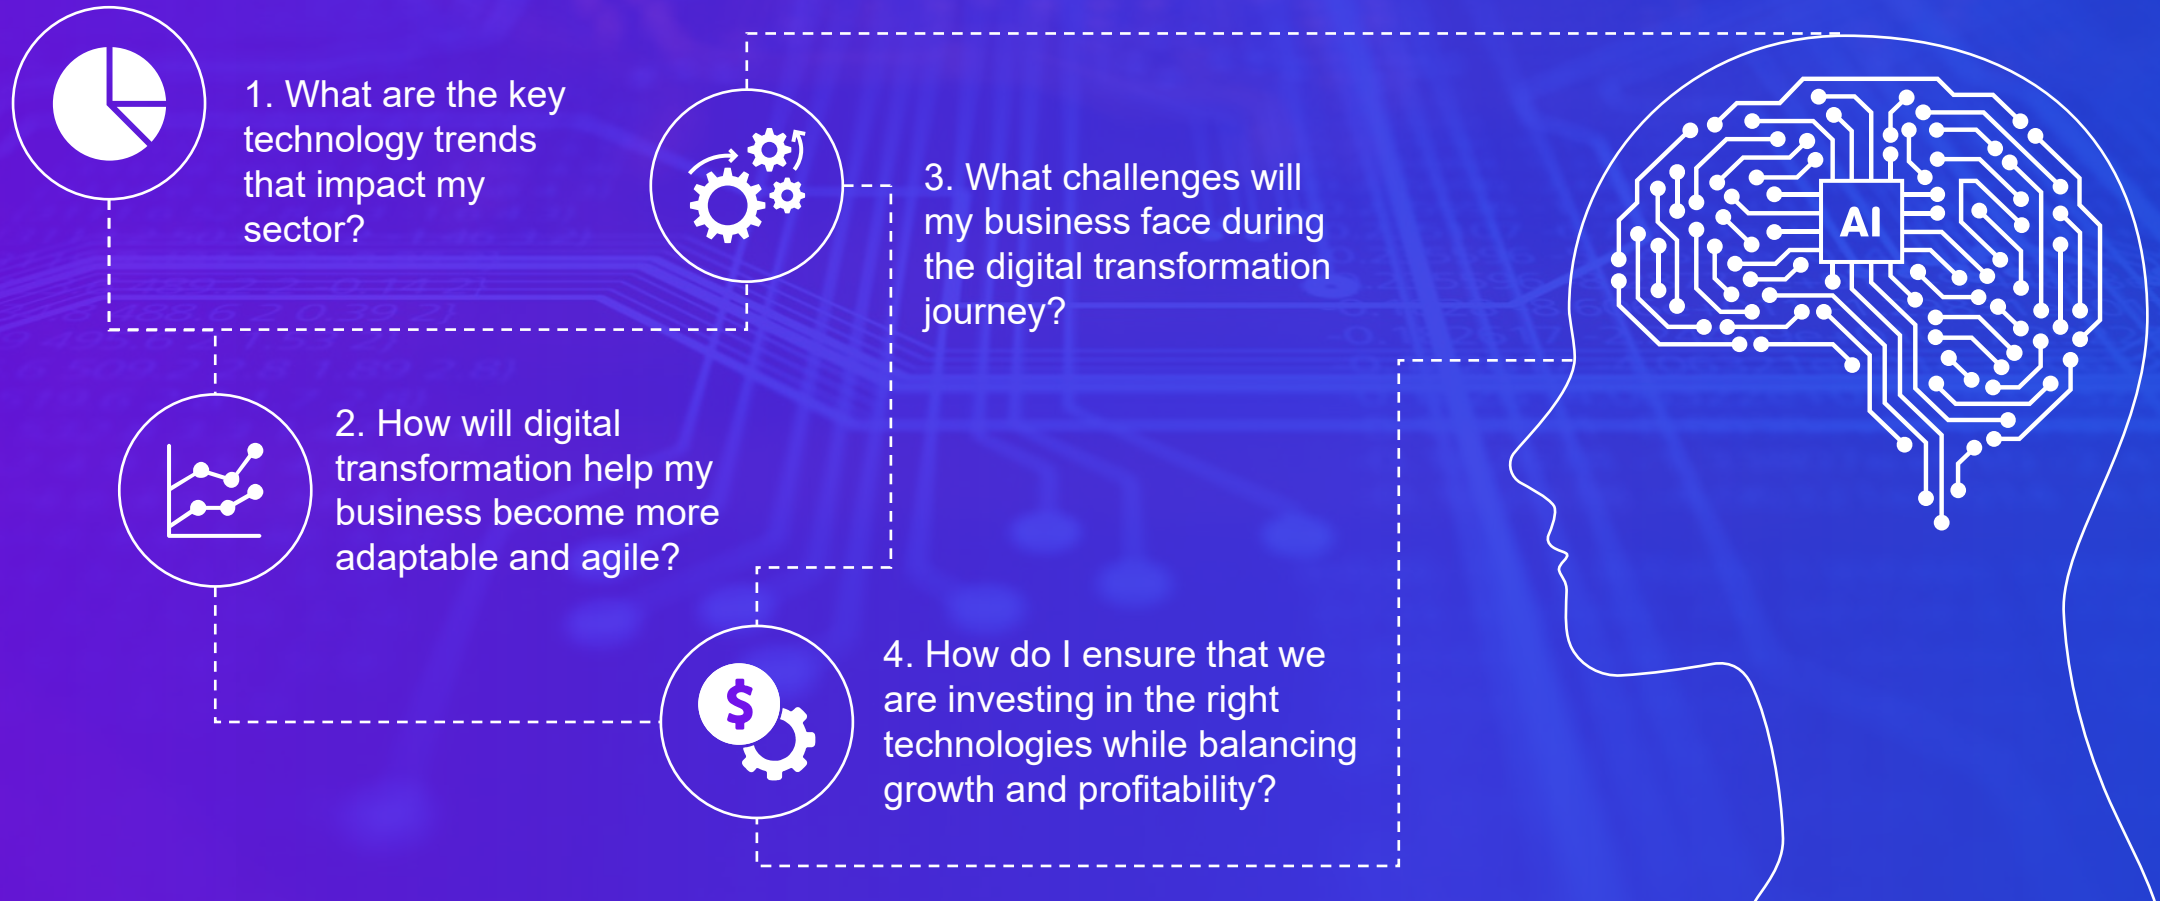 1. What are the key
technology trends
that impact my
sector?
2. How will digital
transformation help my
business become more
adaptable and agile?
3. What challenges will
my business face during
the digital transformation
journey?
4. How do I ensure that we
are investing in the right
technologies while balancing
growth and profitability?
$
AI